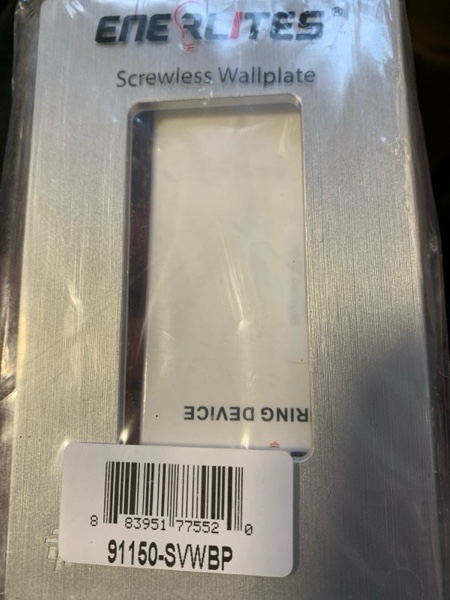 ENERLITES®
Screwless Wallplate
RING DEVICE
8 83951 77552 0
91150-SVWBP